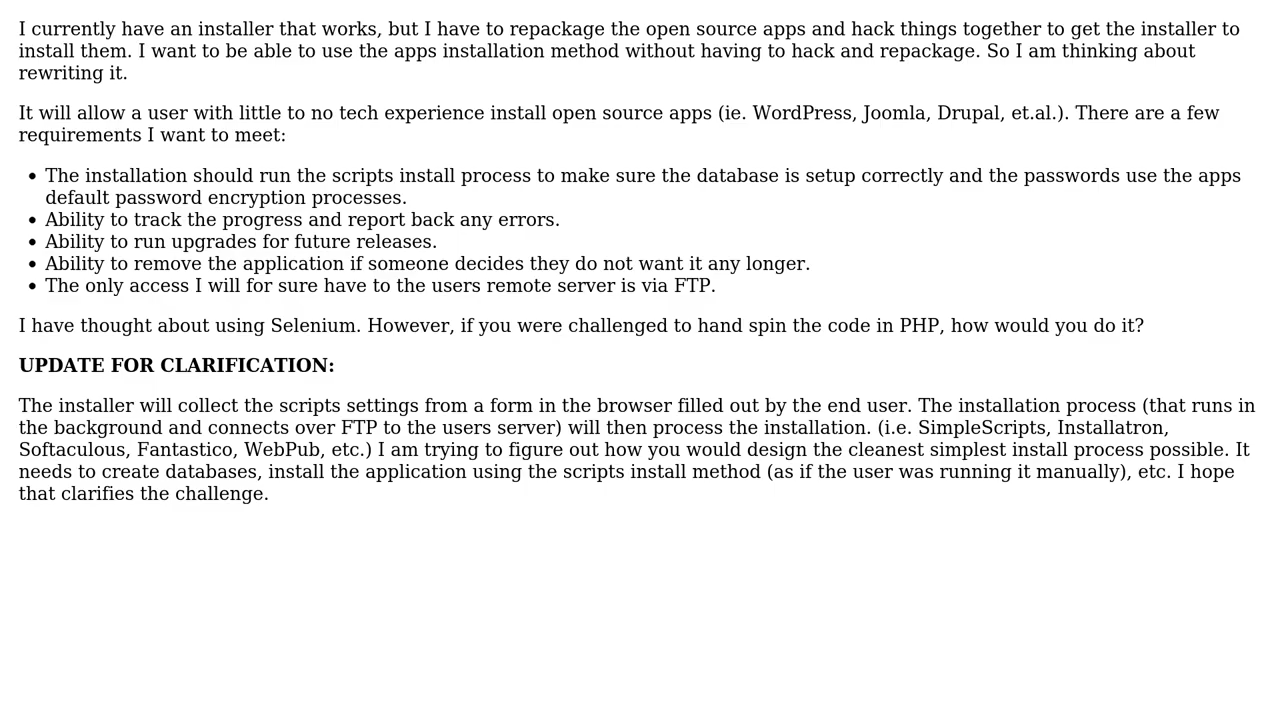 I currently have an installer that works, but I have to repackage the open source apps and hack things together to get the installer to
install them. I want to be able to use the apps installation method without having to hack and repackage. So I am thinking about
rewriting it.
It will allow a user with little to no tech experience install open source apps (ie. WordPress, Joomla, Drupal, et.al.). There are a few
requirements I want to meet:
• The installation should run the scripts install process to make sure the database is setup correctly and the passwords use the apps
default password encryption processes.
• Ability to track the progress and report back any errors.
• Ability to run upgrades for future releases.
• Ability to remove the application if someone decides they do not want it any longer.
• The only access I will for sure have to the users remote server is via FTP.
I have thought about using Selenium. However, if you were challenged to hand spin the code in PHP, how would you do it?
UPDATE FOR CLARIFICATION:
The installer will collect the scripts settings from a form in the browser filled out by the end user. The installation process (that runs in
the background and connects over FTP to the users server) will then process the installation. (i.e. SimpleScripts, Installatron,
Softaculous, Fantastico, WebPub, etc.) I am trying to figure out how you would design the cleanest simplest install process possible. It
needs to create databases, install the application using the scripts install method (as if the user was running it manually), etc. I hope
that clarifies the challenge.